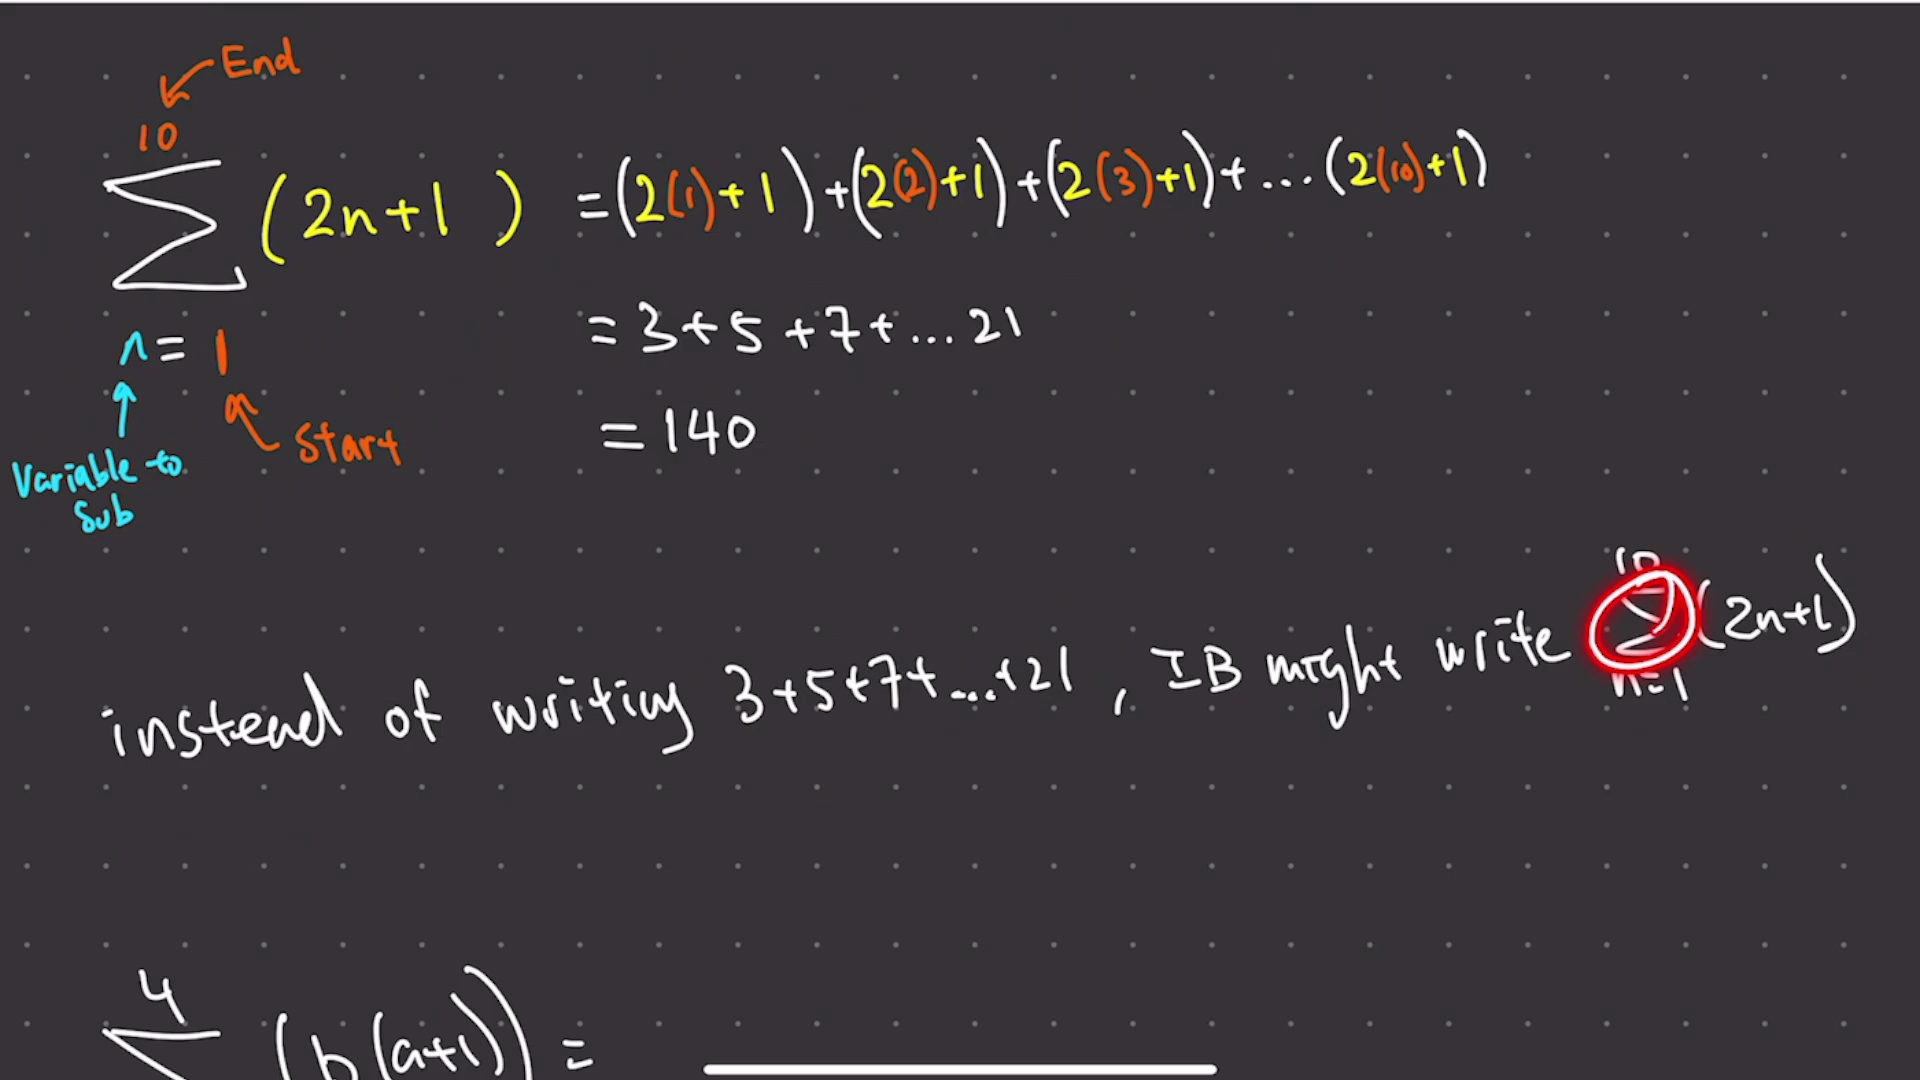 End
10
∑ (2n+1) = (2(1)+1)+(2(2)+1)+(2(3)+1)+...(2(10)+1)
= 3+5+7+...21
n = 1
= 140
Start
Variable to
Sub
10
instead of writing 3+5+7+...+21, IB might write ∑ (2n+1)
n=1
4
∑ (b(a+1)) =